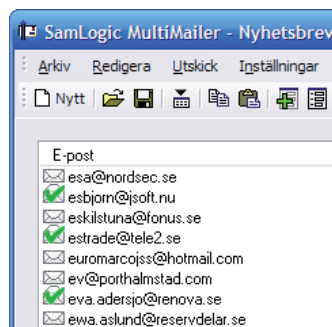 SamLogic MultiMailer - Nyhetsbrev
Arkiv Redigera Utskick Inställningar
Nytt
E-post
esa@nordsec.se
esbjorn@jsoft.nu
eskilstuna@fonus.se
estrade@tele2.se
euromarcojss@hotmail.com
ev@porthalmstad.com
eva.adersjo@renova.se
ewa.aslund@reservdelar.se